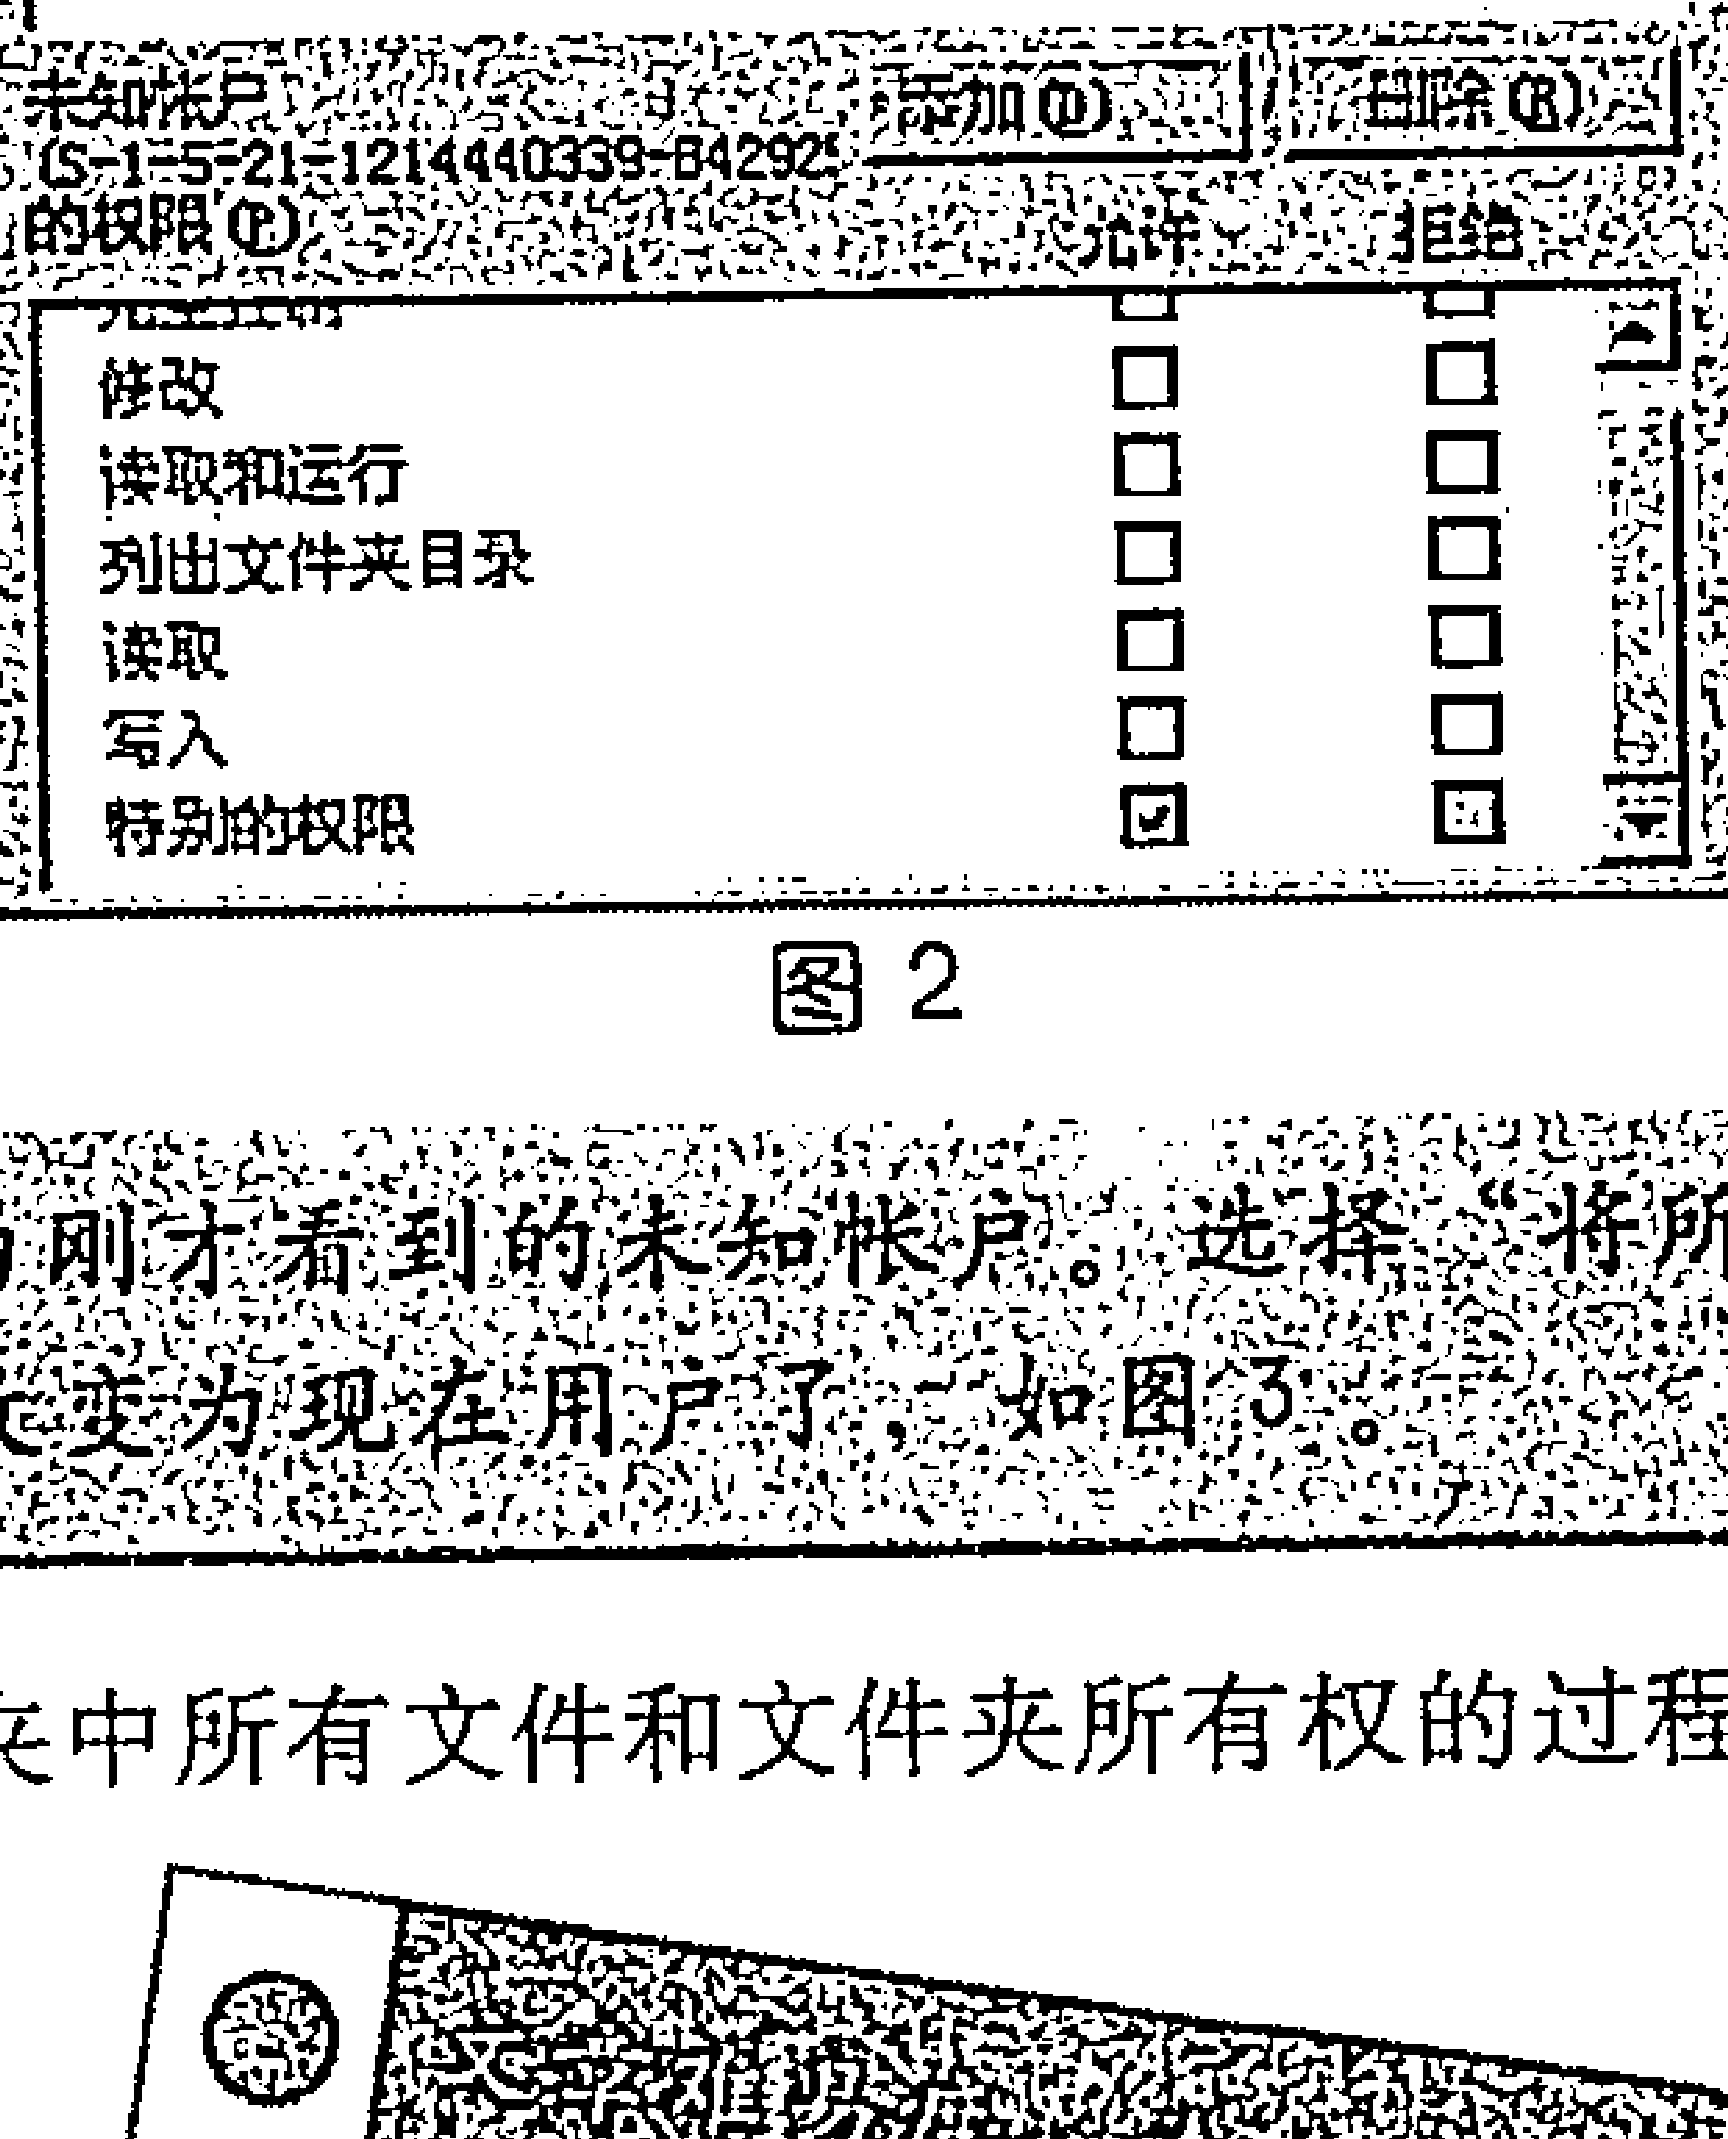 未知帐户 添加(D) 删除(R)
(S-1-5-21-1214440339-84292
的权限(P) 允许 拒绝
完全控制
修改
读取和运行
列出文件夹目录
读取
写入
特别的权限
图 2
刚才看到的未知帐户。选择“将所
变为现在用户了，如图3。
夹中所有文件和文件夹所有权的过程